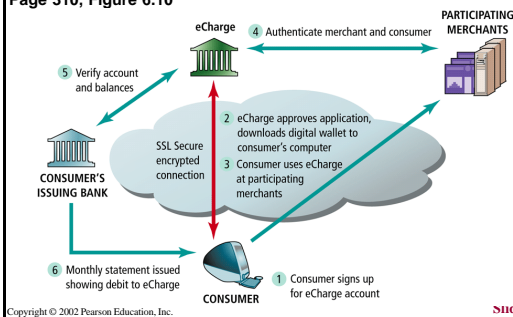 Page 310, Figure 6.10
PARTICIPATING
MERCHANTS
eCharge
4 Authenticate merchant and consumer
5 Verify account
and balances
2 eCharge approves application,
downloads digital wallet to
consumer's computer
SSL Secure
encrypted
connection
3 Consumer uses eCharge
at participating
merchants
CONSUMER'S
ISSUING BANK
6 Monthly statement issued
showing debit to eCharge
CONSUMER
1 Consumer signs up
for eCharge account
Copyright © 2002 Pearson Education, Inc.